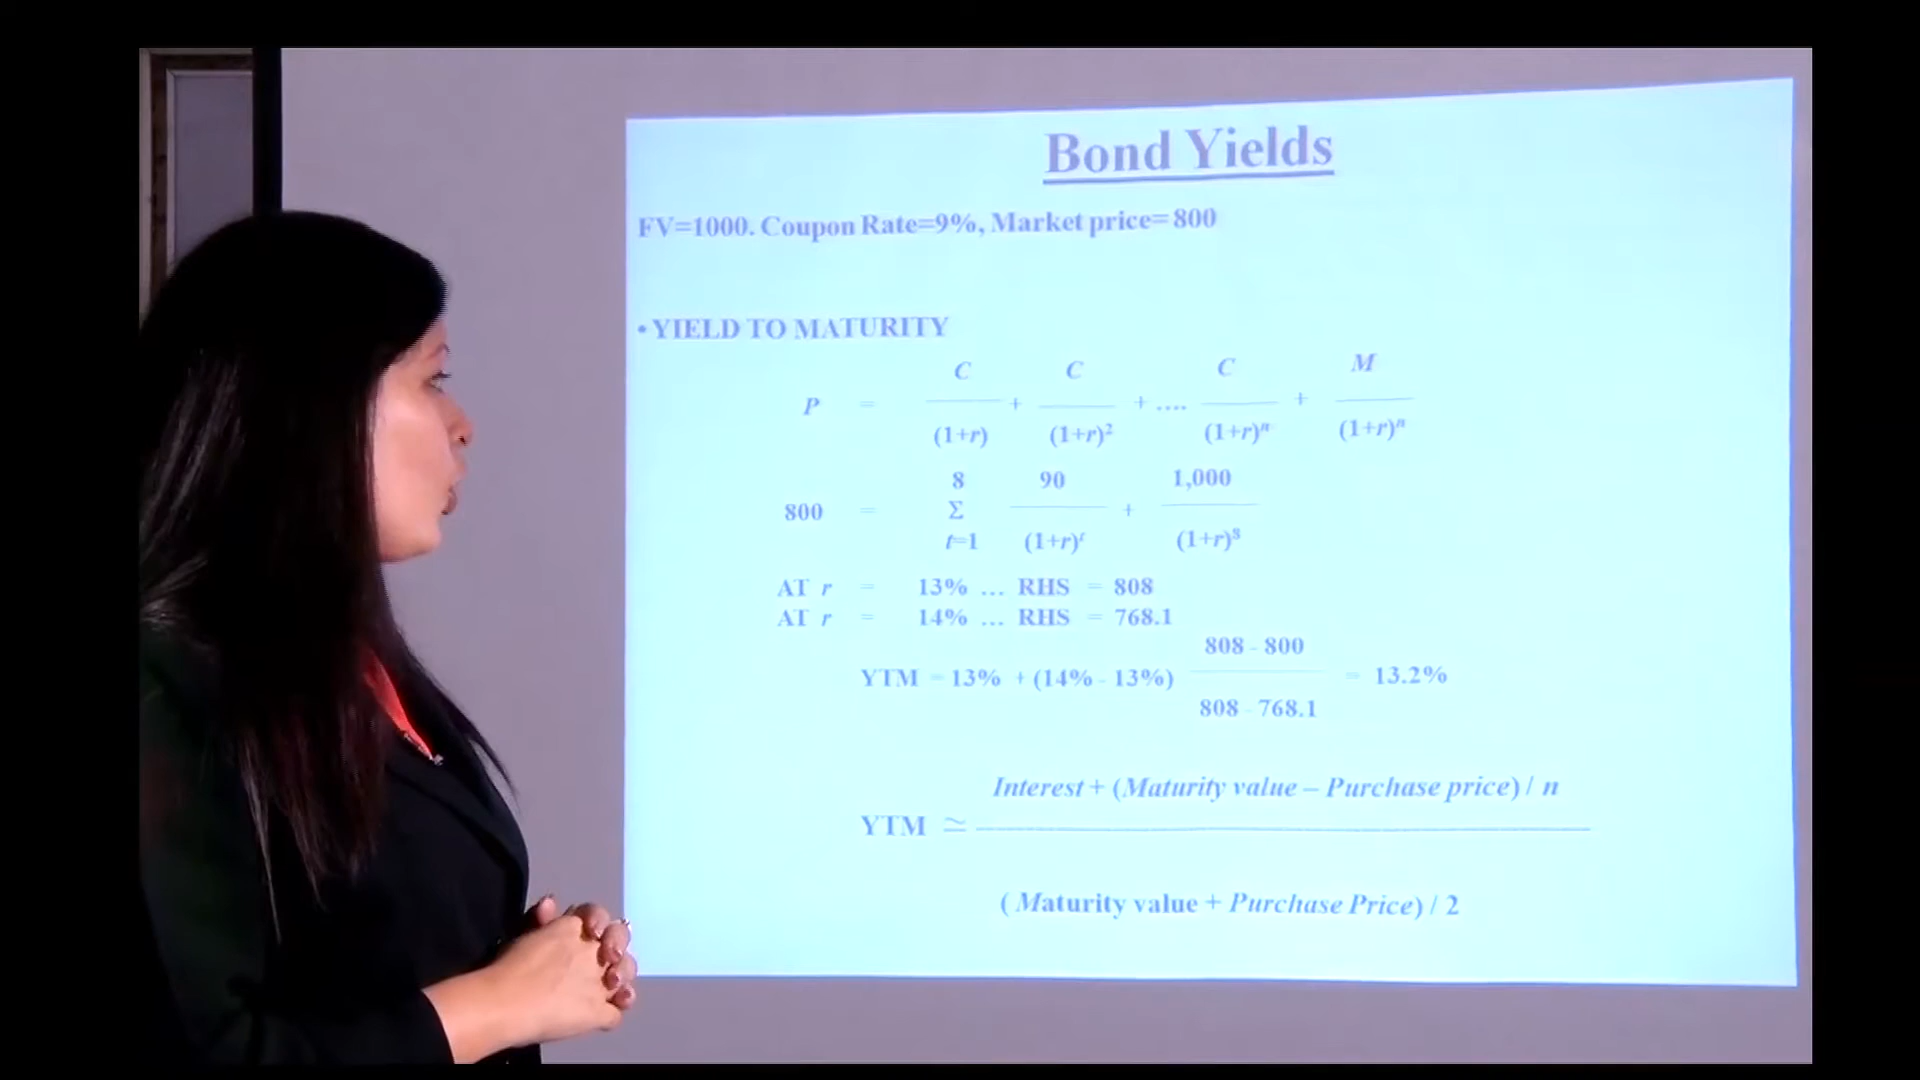 Bond Yields
FV=1000. Coupon Rate=9%, Market price= 800
• YIELD TO MATURITY
C C C M
P = + + .... +
(1+r) (1+r)² (1+r)ⁿ (1+r)ⁿ
8 90 1,000
800 = Σ +
t=1 (1+r)ᵗ (1+r)⁸
AT r = 13% ... RHS = 808
AT r = 14% ... RHS = 768.1
808 - 800
YTM = 13% + (14% - 13%) = 13.2%
808 - 768.1
Interest + (Maturity value – Purchase price) / n
YTM ≃
( Maturity value + Purchase Price) / 2